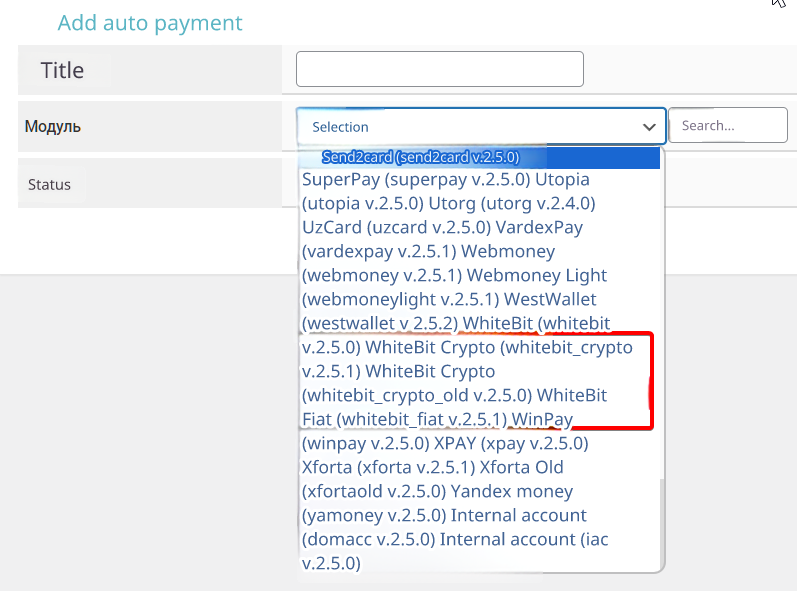 Add auto payment
Title
Модуль
Selection
Search...
Send2card (send2card v.2.5.0)
Status
SuperPay (superpay v.2.5.0) Utopia
(utopia v.2.5.0) Utorg (utorg v.2.4.0)
UzCard (uzcard v.2.5.0) VardexPay
(vardexpay v.2.5.1) Webmoney
(webmoney v.2.5.1) Webmoney Light
(webmoneylight v.2.5.1) WestWallet
(westwallet v 2.5.2) WhiteBit (whitebit
v.2.5.0) WhiteBit Crypto (whitebit_crypto
v.2.5.1) WhiteBit Crypto
(whitebit_crypto_old v.2.5.0) WhiteBit
Fiat (whitebit_fiat v.2.5.1) WinPay
(winpay v.2.5.0) XPAY (xpay v.2.5.0)
Xforta (xforta v.2.5.1) Xforta Old
(xfortaold v.2.5.0) Yandex money
(yamoney v.2.5.0) Internal account
(domacc v.2.5.0) Internal account (iac
v.2.5.0)